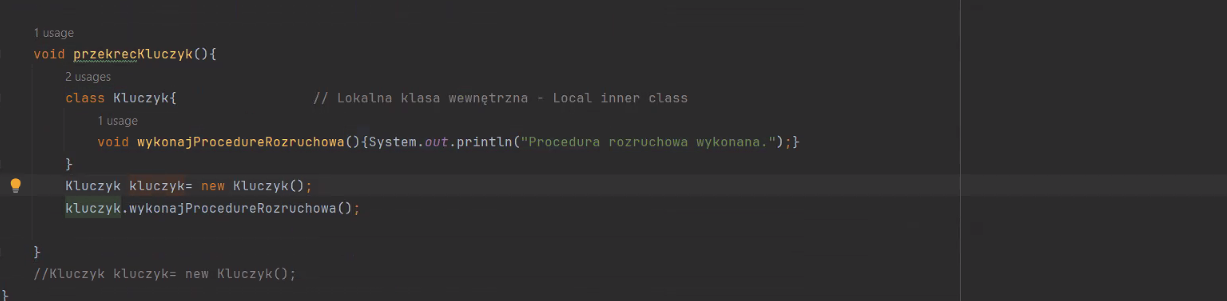 1 usage
void przekrecKluczyk(){
2 usages
class Kluczyk{ // Lokalna klasa wewnętrzna - Local inner class
1 usage
void wykonajProcedureRozruchowa(){System.out.println("Procedura rozruchowa wykonana.");}
}
Kluczyk kluczyk= new Kluczyk();
kluczyk.wykonajProcedureRozruchowa();
}
//Kluczyk kluczyk= new Kluczyk();
}